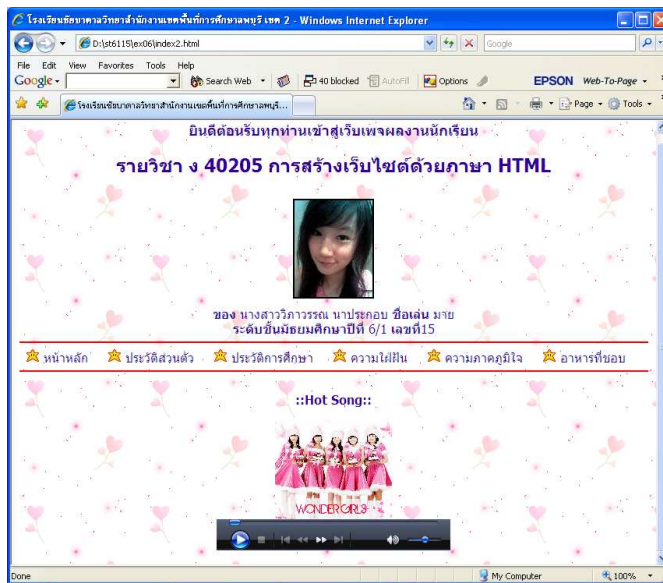 โรงเรียนชัยบาดาลวิทยาสำนักงานเขตพื้นที่การศึกษาลพบุรี เขต 2 - Windows Internet Explorer
D:\st6115\ex06\index2.html
Google
File Edit View Favorites Tools Help
Google Search Web 40 blocked AutoFill Options EPSON Web-To-Page
โรงเรียนชัยบาดาลวิทยาสำนักงานเขตพื้นที่การศึกษาลพบุรี... Page Tools
ยินดีต้อนรับทุกท่านเข้าสู่เว็บเพจผลงานนักเรียน
รายวิชา ง 40205 การสร้างเว็บไซต์ด้วยภาษา HTML
ของ นางสาววิภาวรรณ นาประกอบ ชื่อเล่น มาย
ระดับชั้นมัธยมศึกษาปีที่ 6/1 เลขที่15
หน้าหลัก ประวัติส่วนตัว ประวัติการศึกษา ความใฝ่ฝัน ความภาคภูมิใจ อาหารที่ชอบ
::Hot Song::
WONDER GIRLS
Done My Computer 100%